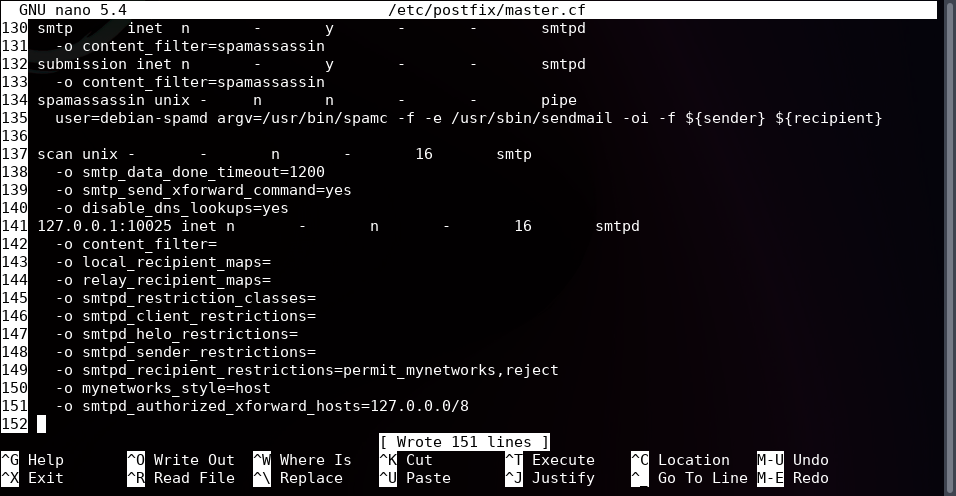 GNU nano 5.4 /etc/postfix/master.cf
130 smtp inet n - y - - smtpd
131 -o content_filter=spamassassin
132 submission inet n - y - - smtpd
133 -o content_filter=spamassassin
134 spamassassin unix - n n - - pipe
135 user=debian-spamd argv=/usr/bin/spamc -f -e /usr/sbin/sendmail -oi -f ${sender} ${recipient}
136
137 scan unix - - n - 16 smtp
138 -o smtp_data_done_timeout=1200
139 -o smtp_send_xforward_command=yes
140 -o disable_dns_lookups=yes
141 127.0.0.1:10025 inet n - n - 16 smtpd
142 -o content_filter=
143 -o local_recipient_maps=
144 -o relay_recipient_maps=
145 -o smtpd_restriction_classes=
146 -o smtpd_client_restrictions=
147 -o smtpd_helo_restrictions=
148 -o smtpd_sender_restrictions=
149 -o smtpd_recipient_restrictions=permit_mynetworks,reject
150 -o mynetworks_style=host
151 -o smtpd_authorized_xforward_hosts=127.0.0.0/8
152
[ Wrote 151 lines ]
^G Help ^O Write Out ^W Where Is ^K Cut ^T Execute ^C Location M-U Undo
^X Exit ^R Read File ^\ Replace ^U Paste ^J Justify ^_ Go To Line M-E Redo